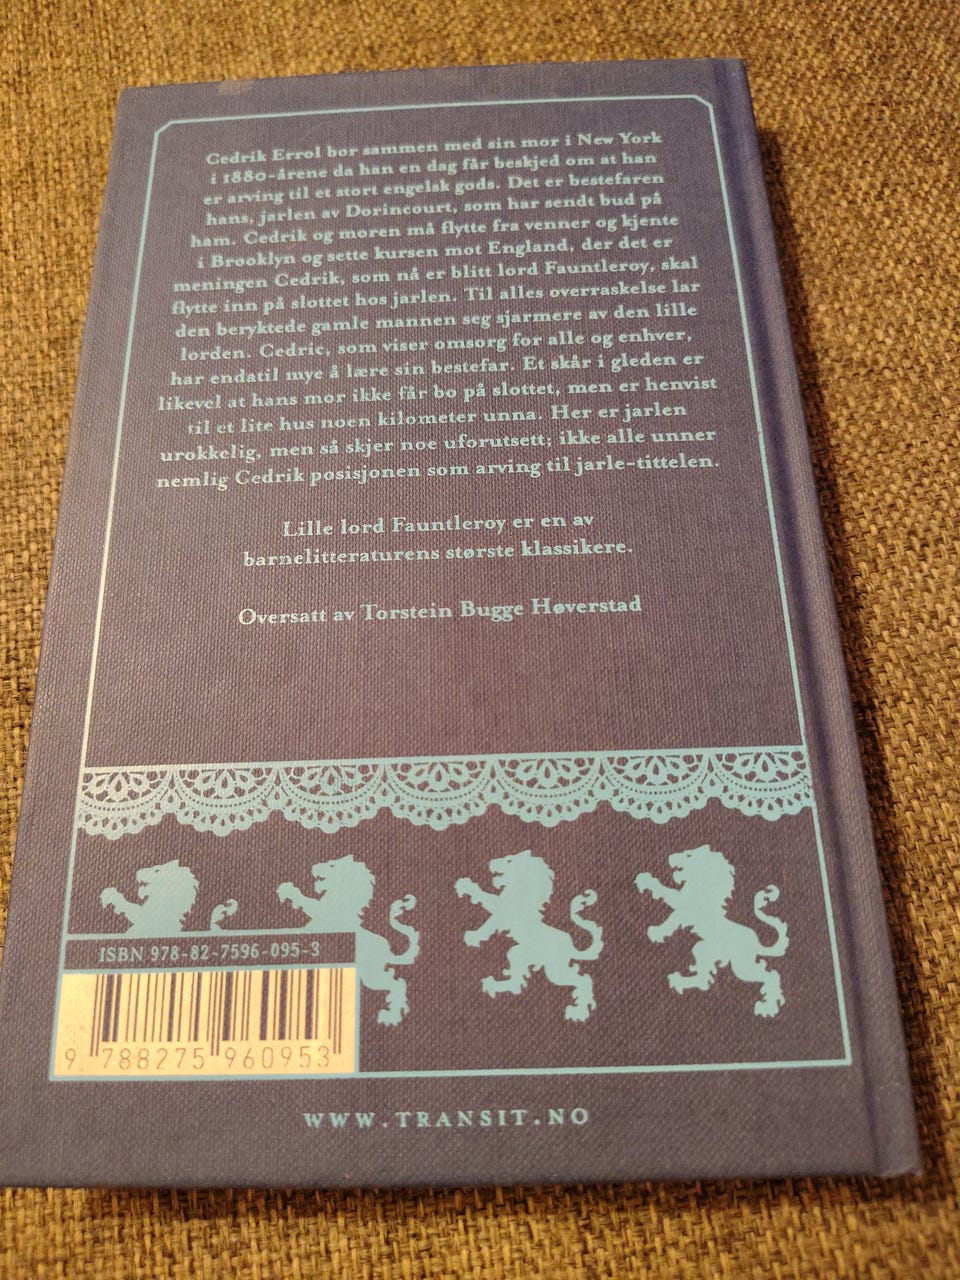 Cedrik Errol bor sammen med sin mor i New York
i 1880-årene da han en dag får beskjed om at han
er arving til et stort engelsk gods. Det er bestefaren
hans, jarlen av Dorincourt, som har sendt bud på
ham. Cedrik og moren må flytte fra venner og kjente
i Brooklyn og sette kursen mot England, der det er
meningen Cedrik, som nå er blitt lord Fauntleroy, skal
flytte inn på slottet hos jarlen. Til alles overraskelse lar
den beryktede gamle mannen seg sjarmere av den lille
lorden. Cedric, som viser omsorg for alle og enhver,
har endatil mye å lære sin bestefar. Et skår i gleden er
likevel at hans mor ikke får bo på slottet, men er henvist
til et lite hus noen kilometer unna. Her er jarlen
urokkelig, men så skjer noe uforutsett; ikke alle unner
nemlig Cedrik posisjonen som arving til jarle-tittelen.
Lille lord Fauntleroy er en av
barnelitteraturens største klassikere.
Oversatt av Torstein Bugge Høverstad
ISBN 978-82-7596-095-3
9 788275 960953
WWW.TRANSIT.NO